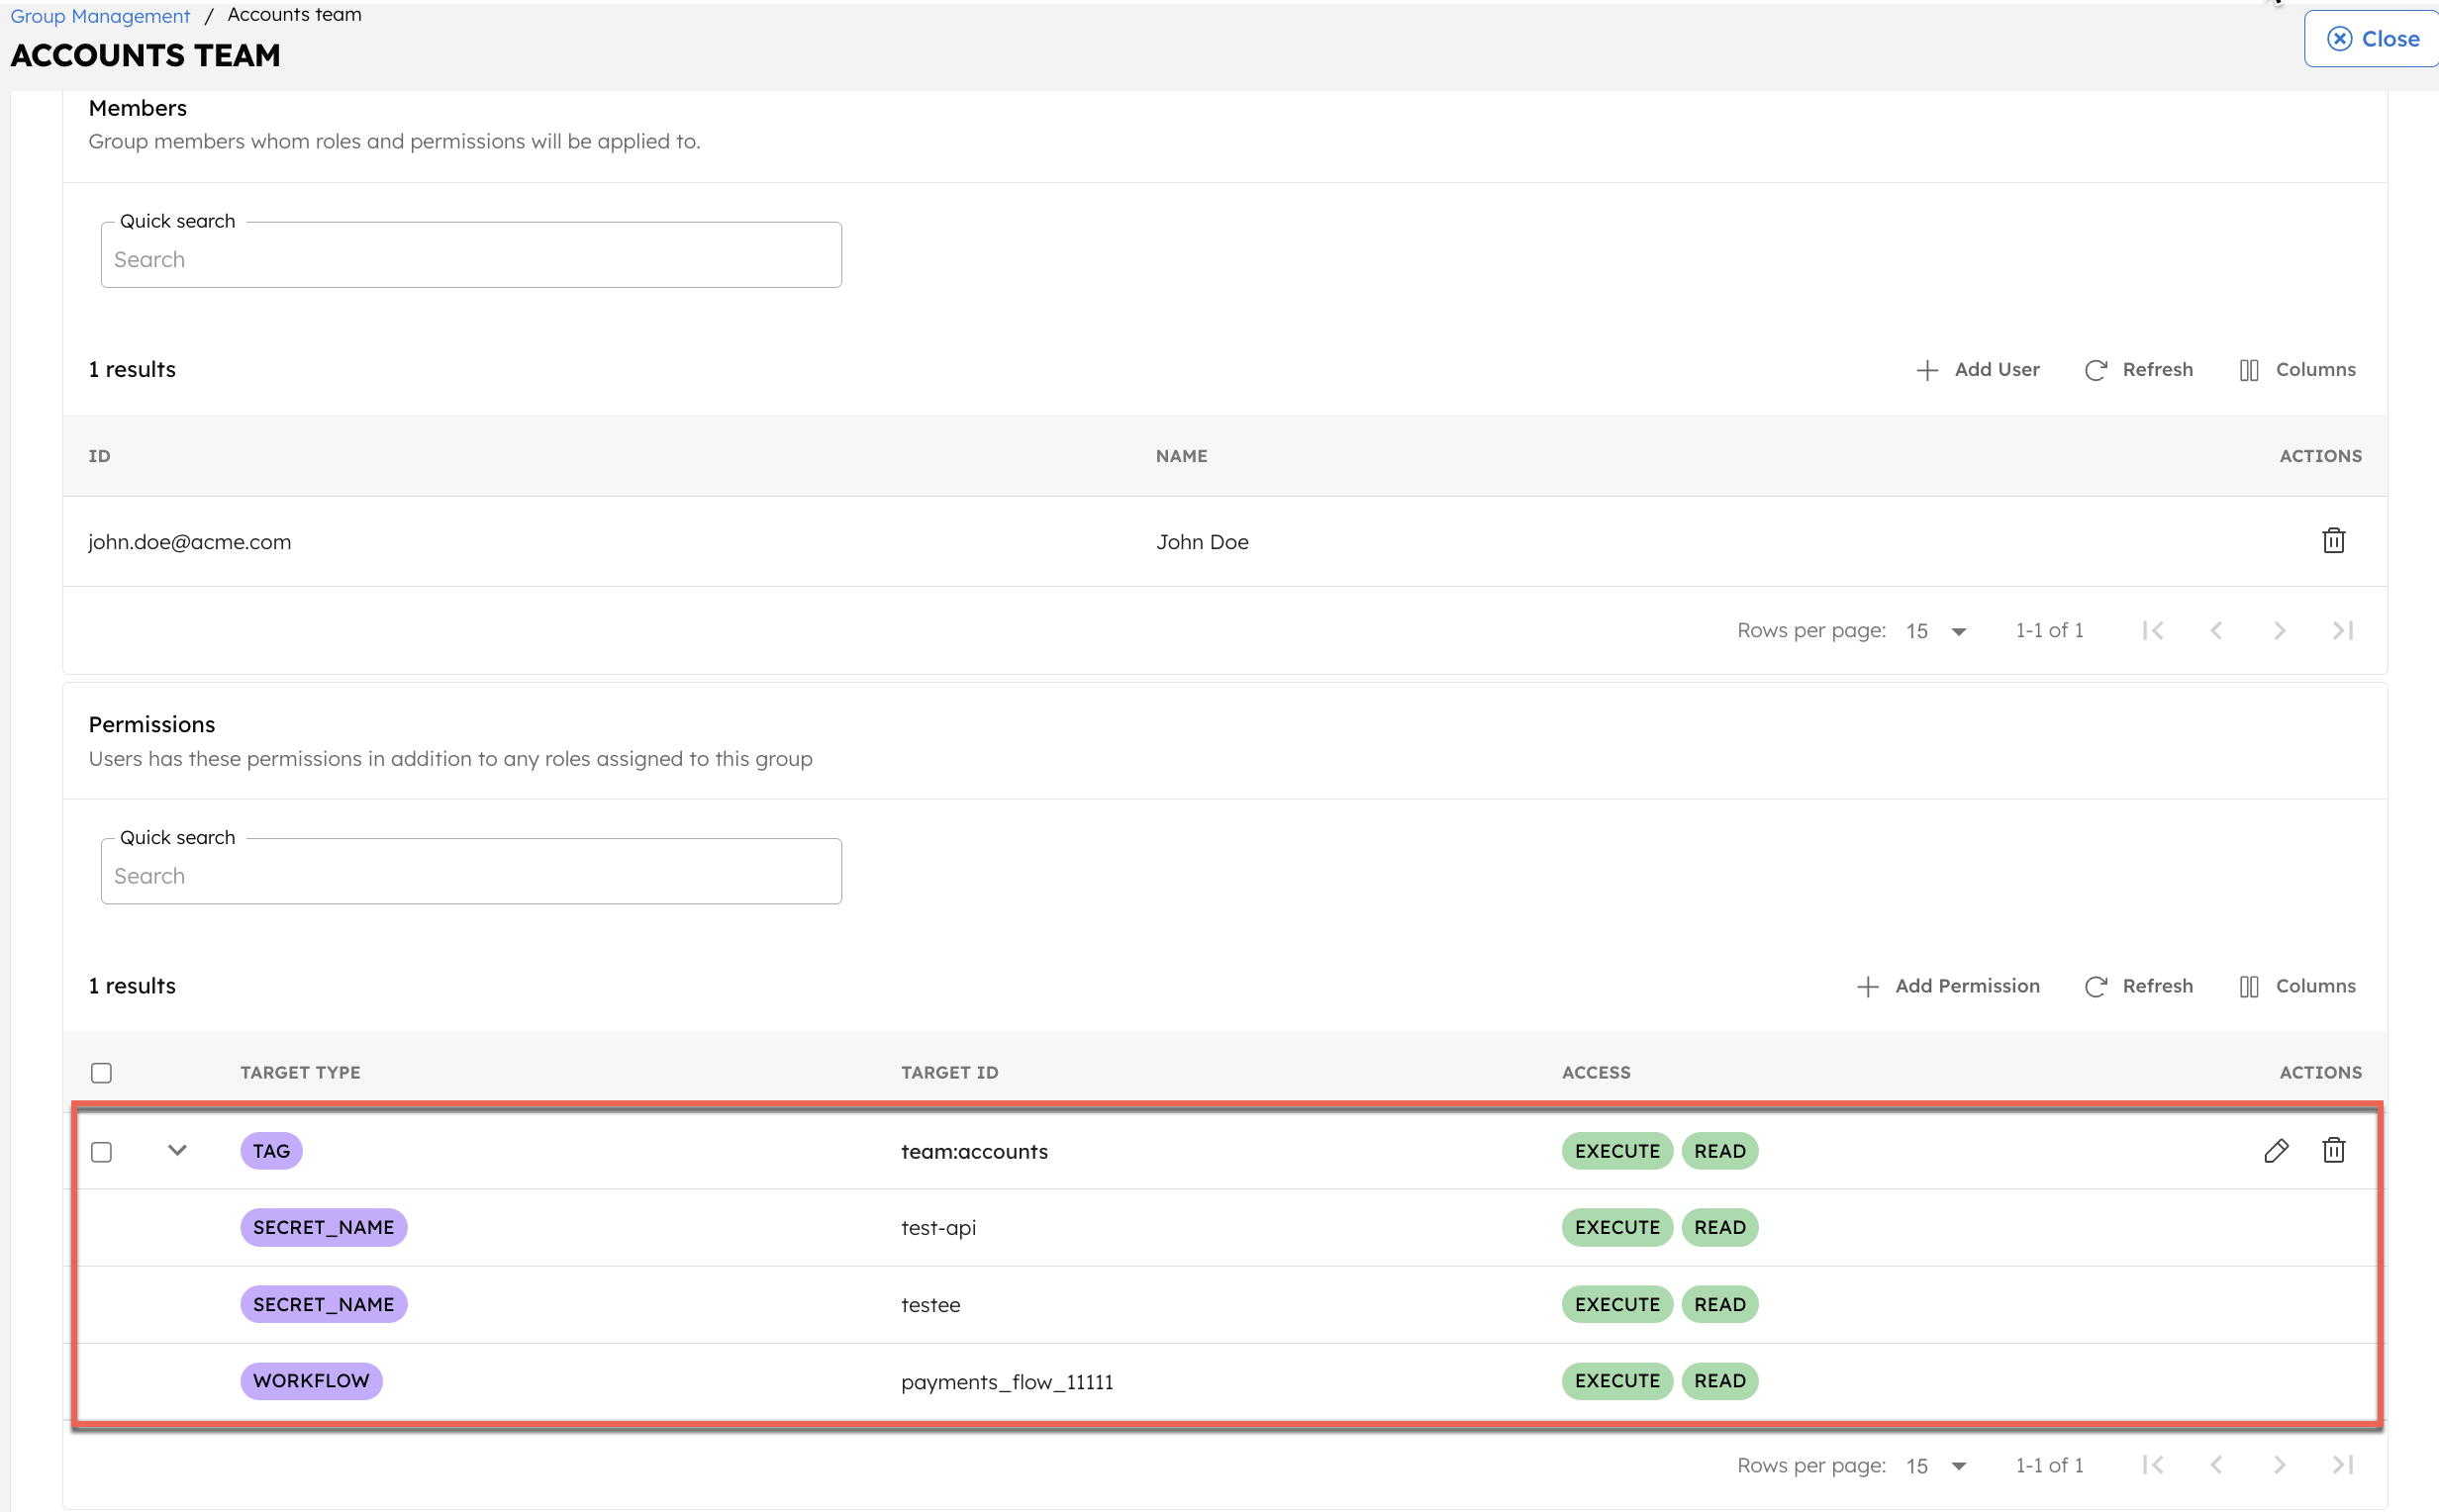 Group Management / Accounts team
ACCOUNTS TEAM
Close
Members
Group members whom roles and permissions will be applied to.
Quick search
Search
1 results
Add User Refresh Columns
ID NAME ACTIONS
john.doe@acme.com John Doe
Rows per page: 15 1-1 of 1
Permissions
Users has these permissions in addition to any roles assigned to this group
Quick search
Search
1 results
Add Permission Refresh Columns
TARGET TYPE TARGET ID ACCESS ACTIONS
TAG team:accounts EXECUTE READ
SECRET_NAME test-api EXECUTE READ
SECRET_NAME testee EXECUTE READ
WORKFLOW payments_flow_11111 EXECUTE READ
Rows per page: 15 1-1 of 1